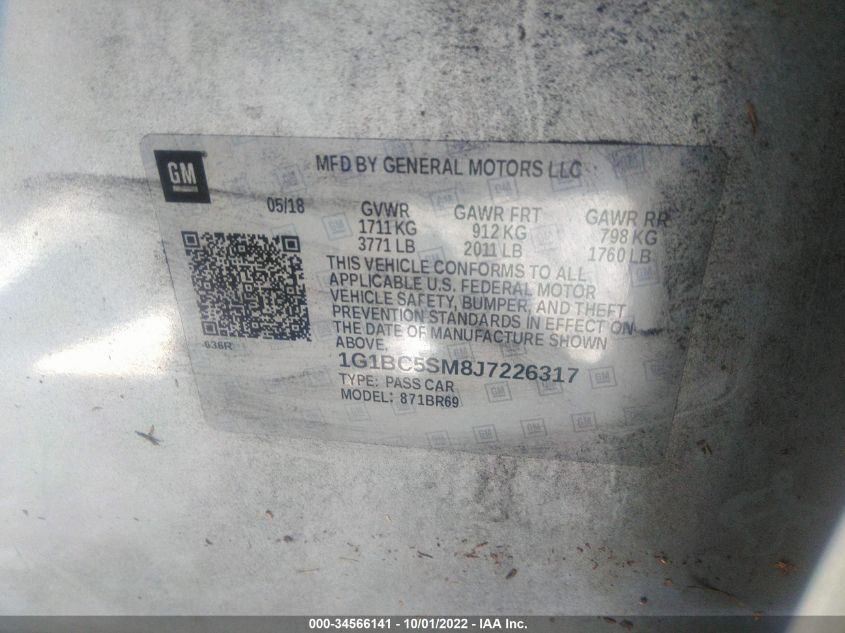 GM
MFD BY GENERAL MOTORS LLC
05/18
GVWR GAWR FRT GAWR RR
1711 KG 912 KG 798 KG
3771 LB 2011 LB 1760 LB
THIS VEHICLE CONFORMS TO ALL
APPLICABLE U.S. FEDERAL MOTOR
VEHICLE SAFETY, BUMPER, AND THEFT
PREVENTION STANDARDS IN EFFECT ON
THE DATE OF MANUFACTURE SHOWN
ABOVE.
636R
1G1BC5SM8J7226317
TYPE: PASS CAR
MODEL: 871BR69
000-34566141 - 10/01/2022 - IAA Inc.